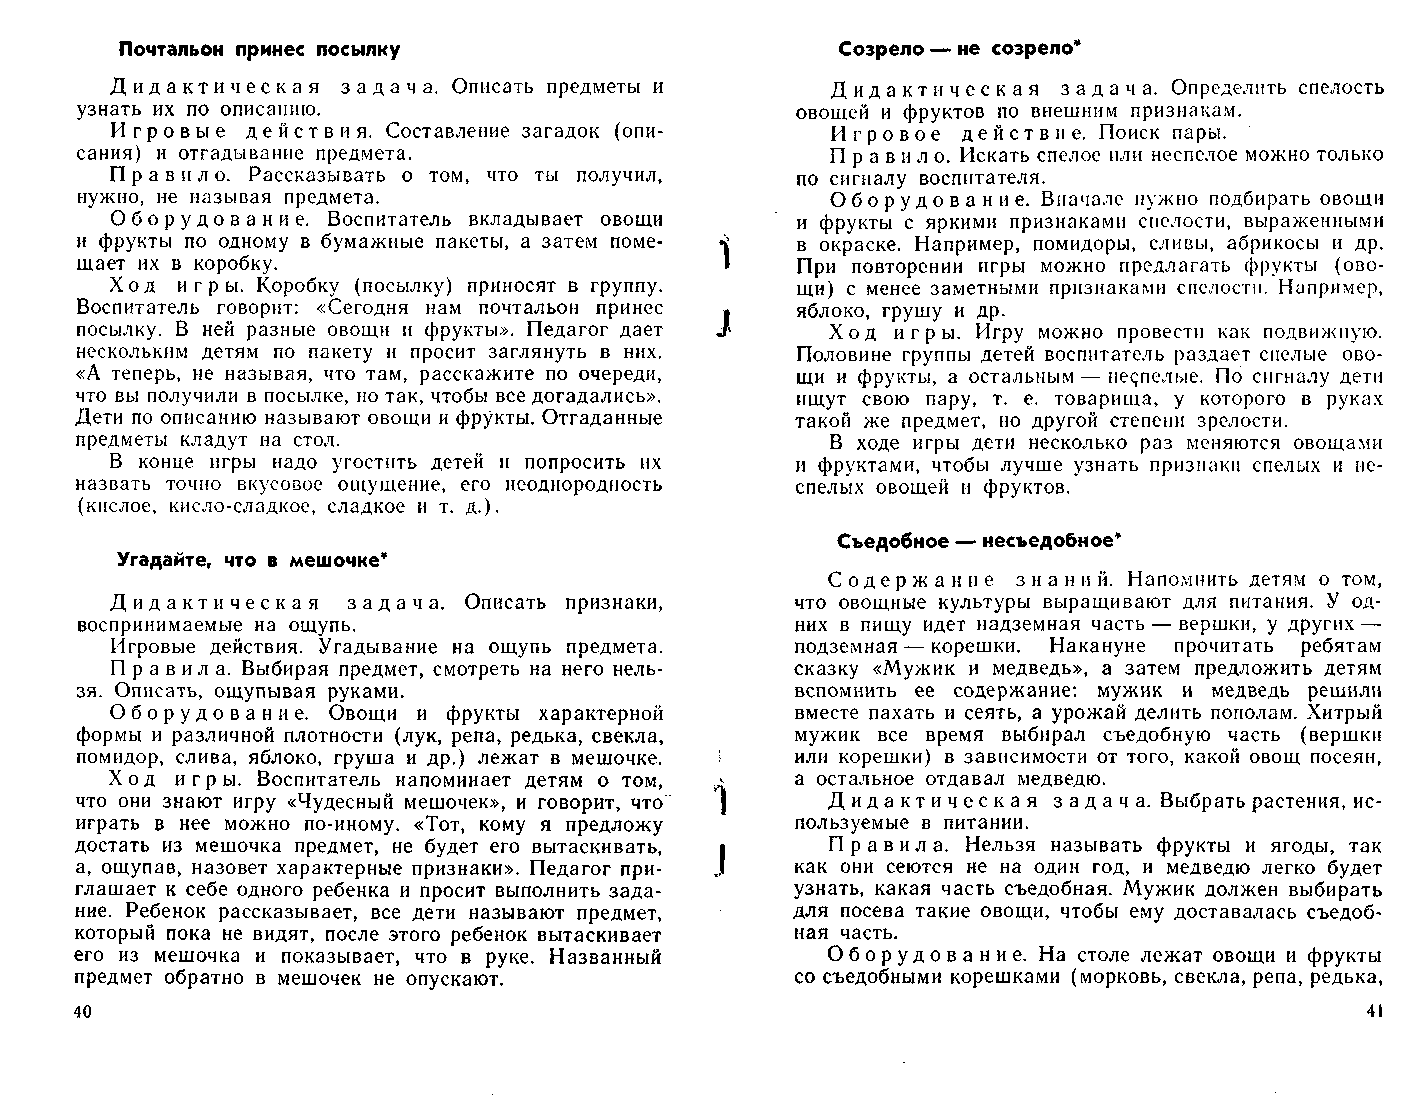 Почтальон принес посылку
Дидактическая задача. Описать предметы и
узнать их по описанию.
Игровые действия. Составление загадок (опи-
сания) и отгадывание предмета.
Правило. Рассказывать о том, что ты получил,
нужно, не называя предмета.
Оборудование. Воспитатель вкладывает овощи
и фрукты по одному в бумажные пакеты, а затем поме-
щает их в коробку.
Ход игры. Коробку (посылку) приносят в группу.
Воспитатель говорит: «Сегодня нам почтальон принес
посылку. В ней разные овощи и фрукты». Педагог дает
нескольким детям по пакету и просит заглянуть в них.
«А теперь, не называя, что там, расскажите по очереди,
что вы получили в посылке, но так, чтобы все догадались».
Дети по описанию называют овощи и фрукты. Отгаданные
предметы кладут на стол.
В конце игры надо угостить детей и попросить их
назвать точно вкусовое ощущение, его неоднородность
(кислое, кисло-сладкое, сладкое и т. д.).
Угадайте, что в мешочке*
Дидактическая задача. Описать признаки,
воспринимаемые на ощупь.
Игровые действия. Угадывание на ощупь предмета.
Правила. Выбирая предмет, смотреть на него нель-
зя. Описать, ощупывая руками.
Оборудование. Овощи и фрукты характерной
формы и различной плотности (лук, репа, редька, свекла,
помидор, слива, яблоко, груша и др.) лежат в мешочке.
Ход игры. Воспитатель напоминает детям о том,
что они знают игру «Чудесный мешочек», и говорит, что
играть в нее можно по-иному. «Тот, кому я предложу
достать из мешочка предмет, не будет его вытаскивать,
а, ощупав, назовет характерные признаки». Педагог при-
глашает к себе одного ребенка и просит выполнить зада-
ние. Ребенок рассказывает, все дети называют предмет,
который пока не видят, после этого ребенок вытаскивает
его из мешочка и показывает, что в руке. Названный
предмет обратно в мешочек не опускают.
40
Созрело — не созрело*
Дидактическая задача. Определить спелость
овощей и фруктов по внешним признакам.
Игровое действие. Поиск пары.
Правило. Искать спелое или неспелое можно только
по сигналу воспитателя.
Оборудование. Вначале нужно подбирать овощи
и фрукты с яркими признаками спелости, выраженными
в окраске. Например, помидоры, сливы, абрикосы и др.
При повторении игры можно предлагать фрукты (ово-
щи) с менее заметными признаками спелости. Например,
яблоко, грушу и др.
Ход игры. Игру можно провести как подвижную.
Половине группы детей воспитатель раздает спелые ово-
щи и фрукты, а остальным — неспелые. По сигналу дети
ищут свою пару, т. е. товарища, у которого в руках
такой же предмет, но другой степени зрелости.
В ходе игры дети несколько раз меняются овощами
и фруктами, чтобы лучше узнать признаки спелых и не-
спелых овощей и фруктов.
Съедобное — несъедобное*
Содержание знаний. Напомнить детям о том,
что овощные культуры выращивают для питания. У од-
них в пищу идет надземная часть — вершки, у других —
подземная — корешки. Накануне прочитать ребятам
сказку «Мужик и медведь», а затем предложить детям
вспомнить ее содержание: мужик и медведь решили
вместе пахать и сеять, а урожай делить пополам. Хитрый
мужик все время выбирал съедобную часть (вершки
или корешки) в зависимости от того, какой овощ посеян,
а остальное отдавал медведю.
Дидактическая задача. Выбрать растения, ис-
пользуемые в питании.
Правила. Нельзя называть фрукты и ягоды, так
как они сеются не на один год, и медведю легко будет
узнать, какая часть съедобная. Мужик должен выбирать
для посева такие овощи, чтобы ему доставалась съедоб-
ная часть.
Оборудование. На столе лежат овощи и фрукты
со съедобными корешками (морковь, свекла, репа, редька,
41